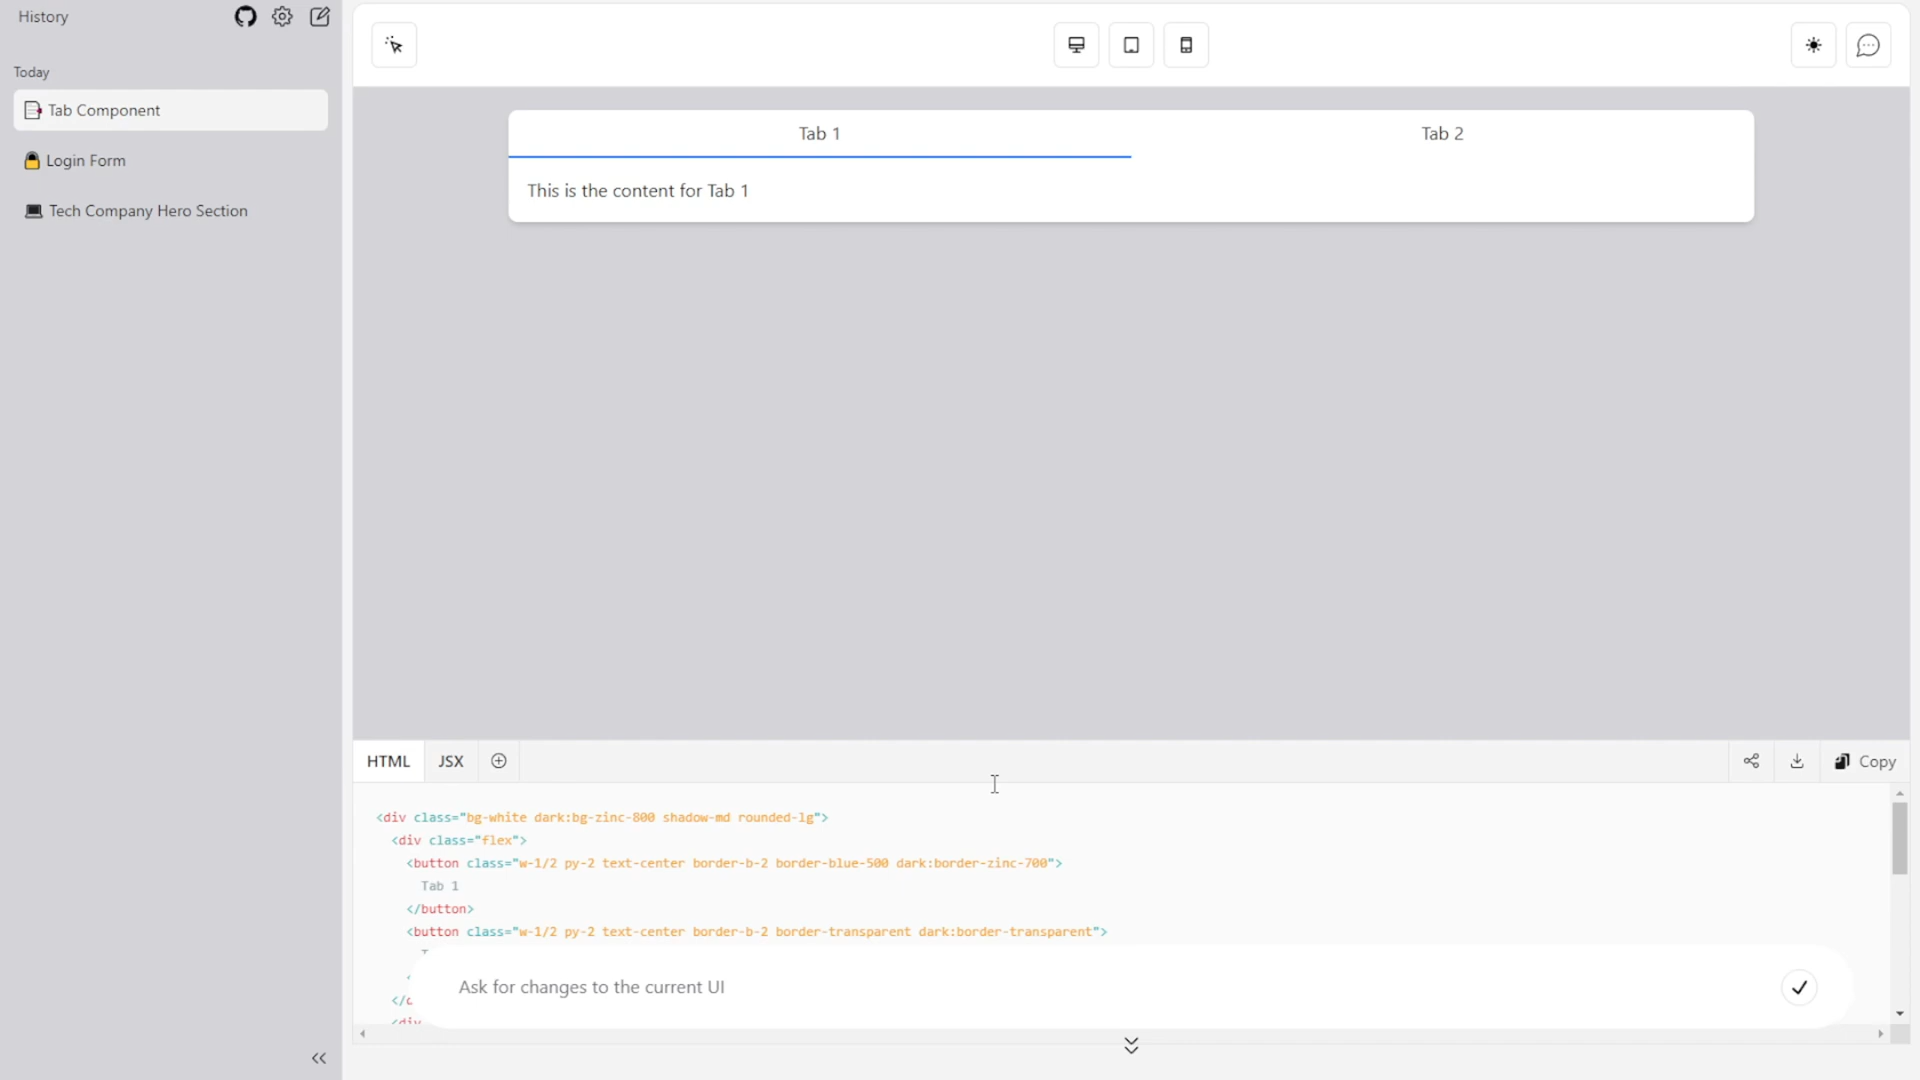 History
Today
Tab Component
Login Form
Tech Company Hero Section
Tab 1
Tab 2
This is the content for Tab 1
HTML
JSX
Copy
<div class="bg-white dark:bg-zinc-800 shadow-md rounded-lg">
<div class="flex">
<button class="w-1/2 py-2 text-center border-b-2 border-blue-500 dark:border-zinc-700">
Tab 1
</button>
<button class="w-1/2 py-2 text-center border-b-2 border-transparent dark:border-transparent">
Ask for changes to the current UI
<div